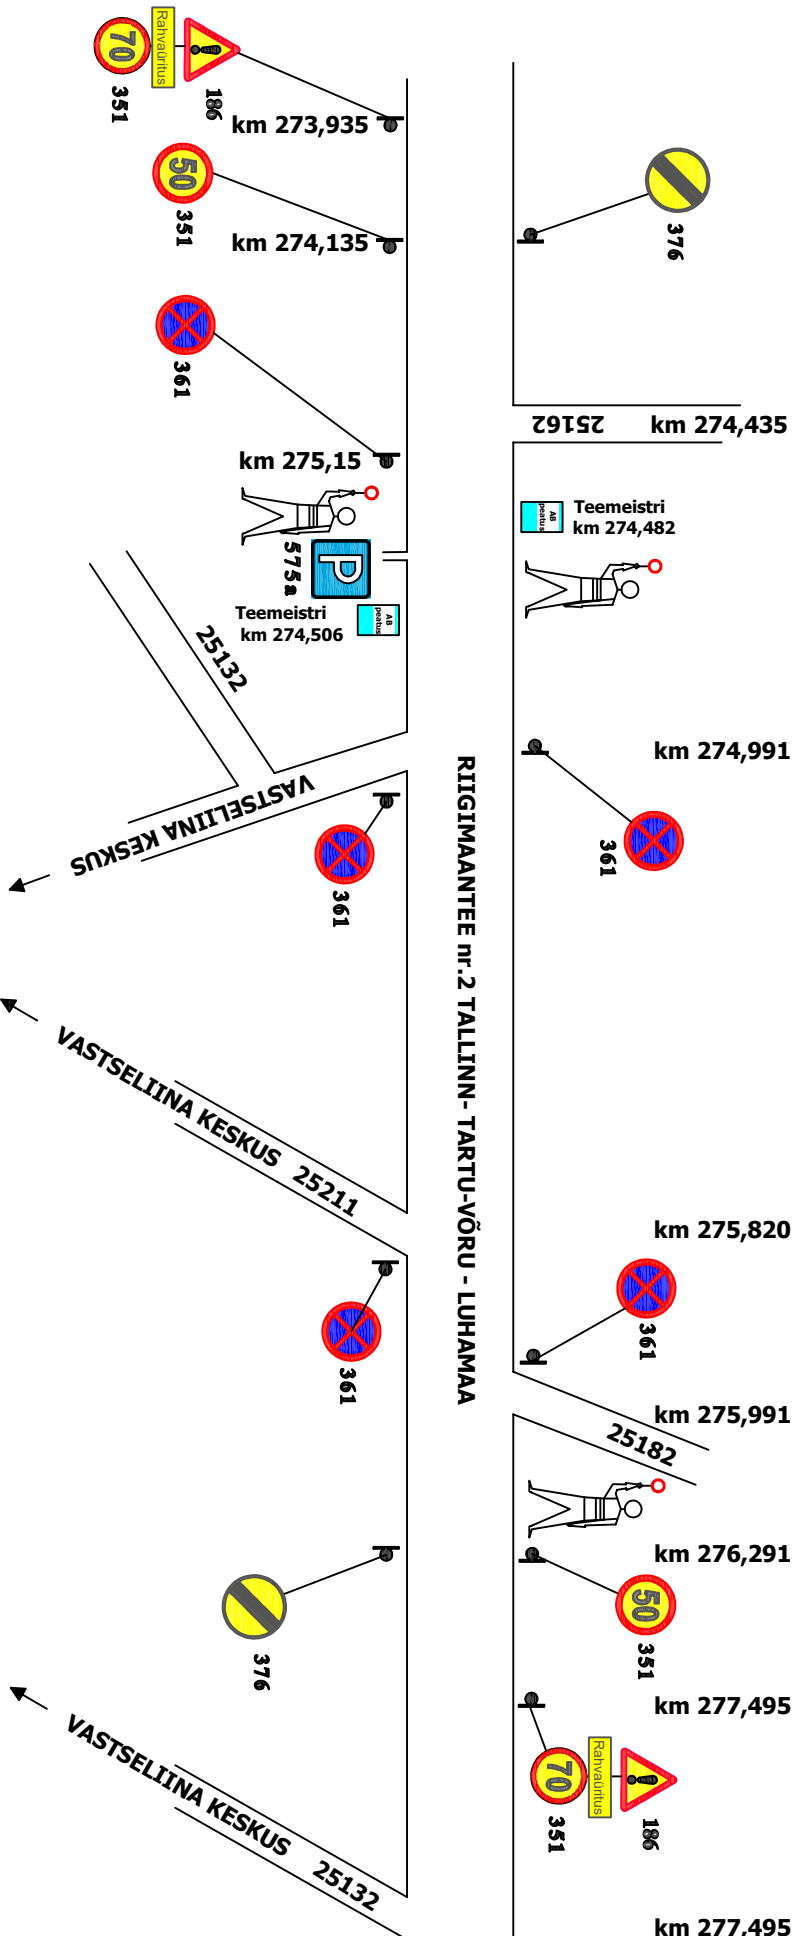 70
351
Rahvaüritus
186
km 273,935
376
50
351
km 274,135
361
25162
km 274,435
km 275,15
AB
peatus
Teemeistri
km 274,482
P
575a
Teemeistri
km 274,506
AB
peatus
25132
km 274,991
361
VASTSELIINA KESKUS
361
RIIGIMAANTEE nr.2 TALLINN- TARTU-VÕRU - LUHAMAA
VASTSELIINA KESKUS 25211
km 275,820
361
361
km 275,991
25182
km 276,291
50
351
376
km 277,495
70
351
Rahvaüritus
186
VASTSELIINA KESKUS 25132
km 277,495